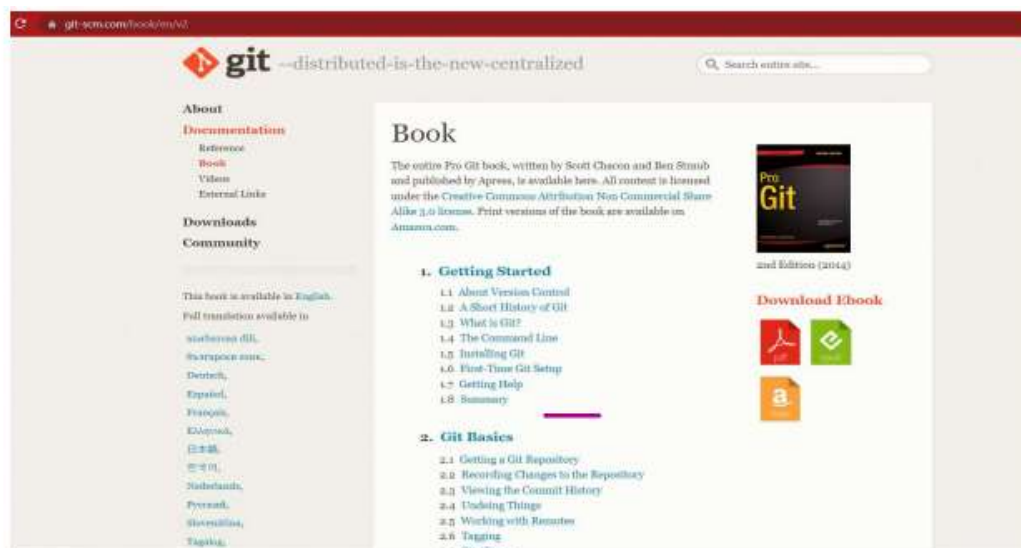 git-scm.com/book/en/v2
git --distributed-is-the-new-centralized
Search entire site...
About
Documentation
Reference
Book
Videos
External Links
Downloads
Community
This book is available in English.
Full translation available in
azərbaycan dili,
български език,
Deutsch,
Español,
Français,
Ελληνικά,
日本語,
한국어,
Nederlands,
Русский,
Slovenščina,
Tagalog,
Book
The entire Pro Git book, written by Scott Chacon and Ben Straub
and published by Apress, is available here. All content is licensed
under the Creative Commons Attribution Non Commercial Share
Alike 3.0 license. Print versions of the book are available on
Amazon.com.
1. Getting Started
1.1 About Version Control
1.2 A Short History of Git
1.3 What is Git?
1.4 The Command Line
1.5 Installing Git
1.6 First-Time Git Setup
1.7 Getting Help
1.8 Summary
2. Git Basics
2.1 Getting a Git Repository
2.2 Recording Changes to the Repository
2.3 Viewing the Commit History
2.4 Undoing Things
2.5 Working with Remotes
2.6 Tagging
Pro
Git
2nd Edition (2014)
Download Ebook
pdf
a